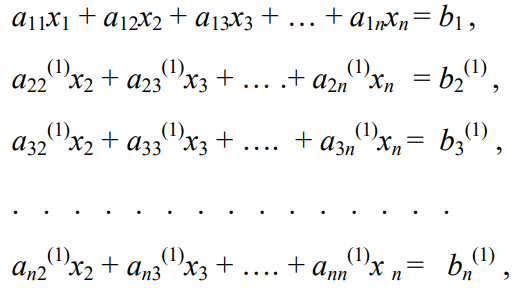 a₁₁x₁ + a₁₂x₂ + a₁₃x₃ + … + a₁ₙxₙ = b₁ ,
a₂₂⁽¹⁾x₂ + a₂₃⁽¹⁾x₃ + … .+ a₂ₙ⁽¹⁾xₙ = b₂⁽¹⁾ ,
a₃₂⁽¹⁾x₂ + a₃₃⁽¹⁾x₃ + …. + a₃ₙ⁽¹⁾xₙ = b₃⁽¹⁾ ,
. . . . . . . . . . . . . . .
aₙ₂⁽¹⁾x₂ + aₙ₃⁽¹⁾x₃ + …. + aₙₙ⁽¹⁾x ₙ = bₙ⁽¹⁾ ,